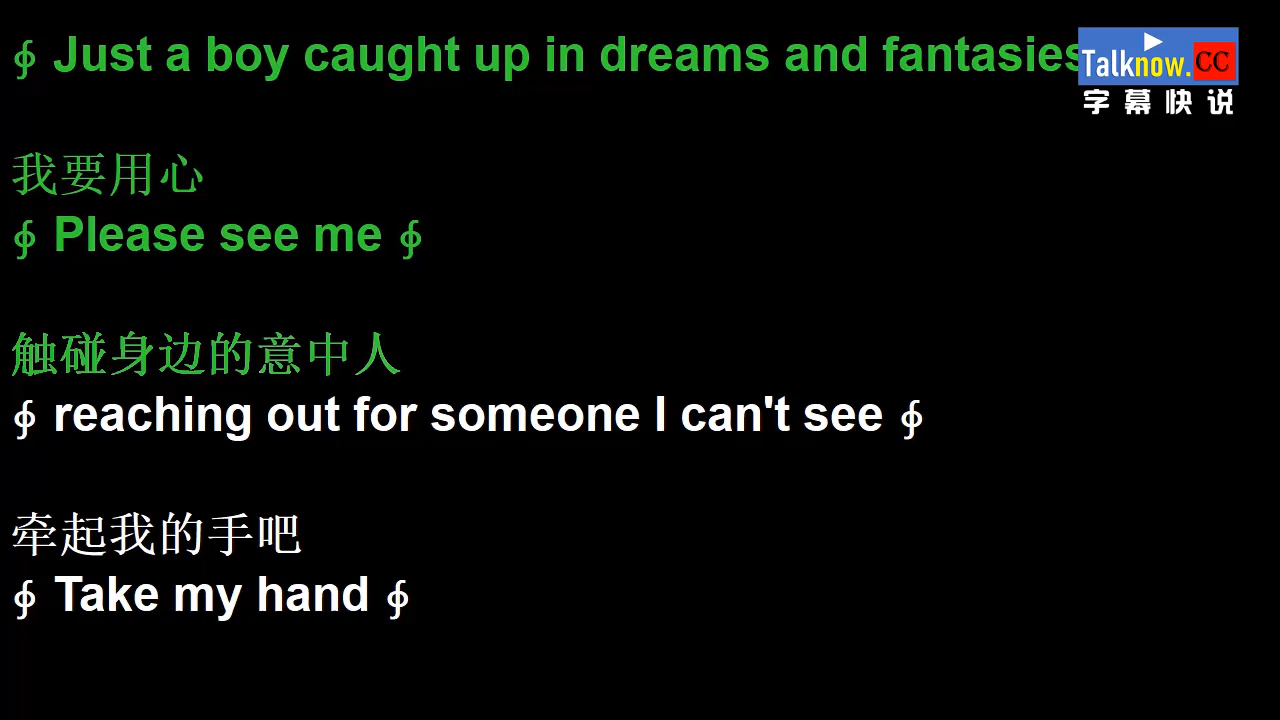 ∮ Just a boy caught up in dreams and fantasies
Talknow.CC
字幕快说
我要用心
∮ Please see me ∮
触碰身边的意中人
∮ reaching out for someone I can't see ∮
牵起我的手吧
∮ Take my hand ∮